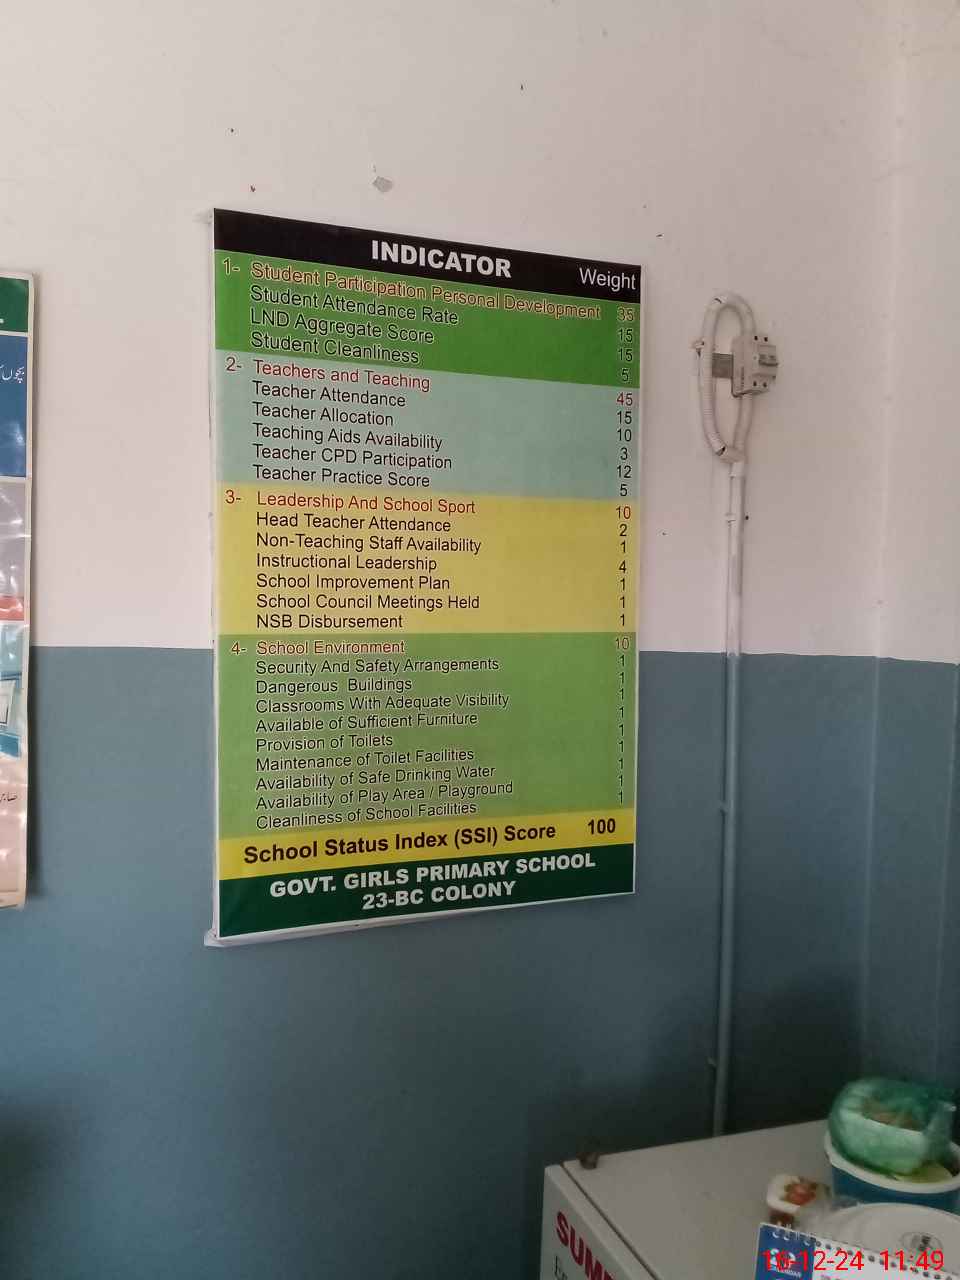 INDICATOR Weight
1- Student Participation Personal Development 35
Student Attendance Rate 15
LND Aggregate Score 15
Student Cleanliness 5
2- Teachers and Teaching 45
Teacher Attendance 15
Teacher Allocation 10
Teaching Aids Availability 3
Teacher CPD Participation 12
Teacher Practice Score 5
3- Leadership And School Sport 10
Head Teacher Attendance 2
Non-Teaching Staff Availability 1
Instructional Leadership 4
School Improvement Plan 1
School Council Meetings Held 1
NSB Disbursement 1
4- School Environment 10
Security And Safety Arrangements 1
Dangerous Buildings 1
Classrooms With Adequate Visibility 1
Available of Sufficient Furniture 1
Provision of Toilets 1
Maintenance of Toilet Facilities 1
Availability of Safe Drinking Water 1
Availability of Play Area / Playground 1
Cleanliness of School Facilities 1
School Status Index (SSI) Score 100
GOVT. GIRLS PRIMARY SCHOOL
23-BC COLONY
بچوں
CALENDAR
16-12-24 11:49